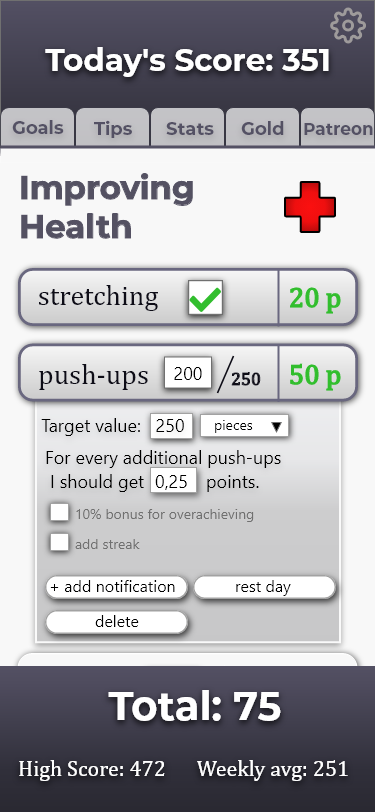 Today's Score: 351
Goals Tips Stats Gold Patreon
Improving
Health
stretching 20 p
push-ups 200 /250 50 p
Target value: 250 pieces ▼
For every additional push-ups
I should get 0,25 points.
10% bonus for overachieving
add streak
+ add notification rest day
delete
Total: 75
High Score: 472 Weekly avg: 251